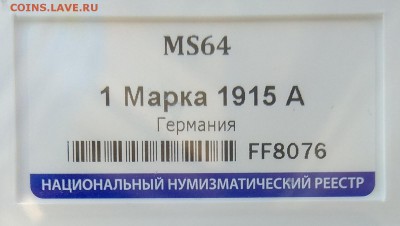 COINS.LAVE.RU
MS64
1 Марка 1915 А
Германия
FF8076
НАЦИОНАЛЬНЫЙ НУМИЗМАТИЧЕСКИЙ РЕЕСТР